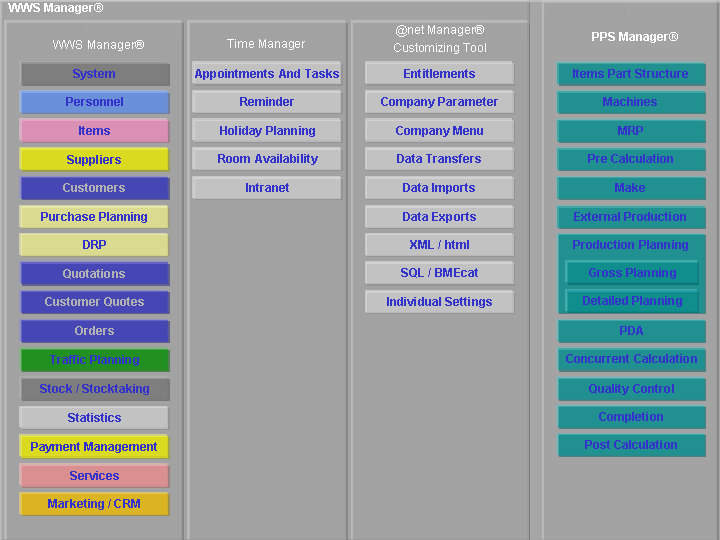 WWS Manager®
WWS Manager®
System
Personnel
Items
Suppliers
Customers
Purchase Planning
DRP
Quotations
Customer Quotes
Orders
Traffic Planning
Stock / Stocktaking
Statistics
Payment Management
Services
Marketing / CRM
Time Manager
Appointments And Tasks
Reminder
Holiday Planning
Room Availability
Intranet
@net Manager®
Customizing Tool
Entitlements
Company Parameter
Company Menu
Data Transfers
Data Imports
Data Exports
XML / html
SQL / BMEcat
Individual Settings
PPS Manager®
Items Part Structure
Machines
MRP
Pre Calculation
Make
External Production
Production Planning
Gross Planning
Detailed Planning
PDA
Concurrent Calculation
Quality Control
Completion
Post Calculation